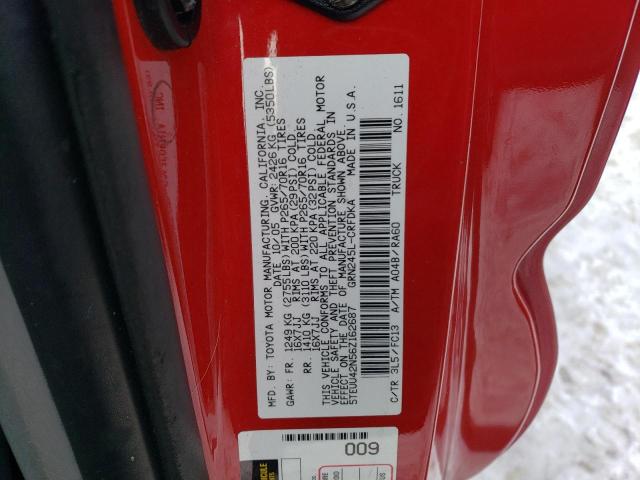 MFD. BY: TOYOTA MOTOR MANUFACTURING, CALIFORNIA, INC.
DATE: 10/05 GVWR: 2426 KG (5350LBS)
GAWR: FR. 1249 KG (2755LBS) WITH P265/70R16 TIRES
16X7JJ RIMS AT 200 KPA (29PSI) COLD
RR. 1410 KG (3110 LBS) WITH P265/70R16 TIRES
16X7JJ RIMS AT 220 KPA (32PSI) COLD
THIS VEHICLE CONFORMS TO ALL APPLICABLE FEDERAL MOTOR
VEHICLE SAFETY AND THEFT PREVENTION STANDARDS IN
EFFECT ON THE DATE OF MANUFACTURE SHOWN ABOVE.
5TEUU42N56Z162687 GRN245L-CRFDKA MADE IN U.S.A.
C/TR 3L5/FC13 A/TM A04B/RA60 TRUCK NO. 1611
009